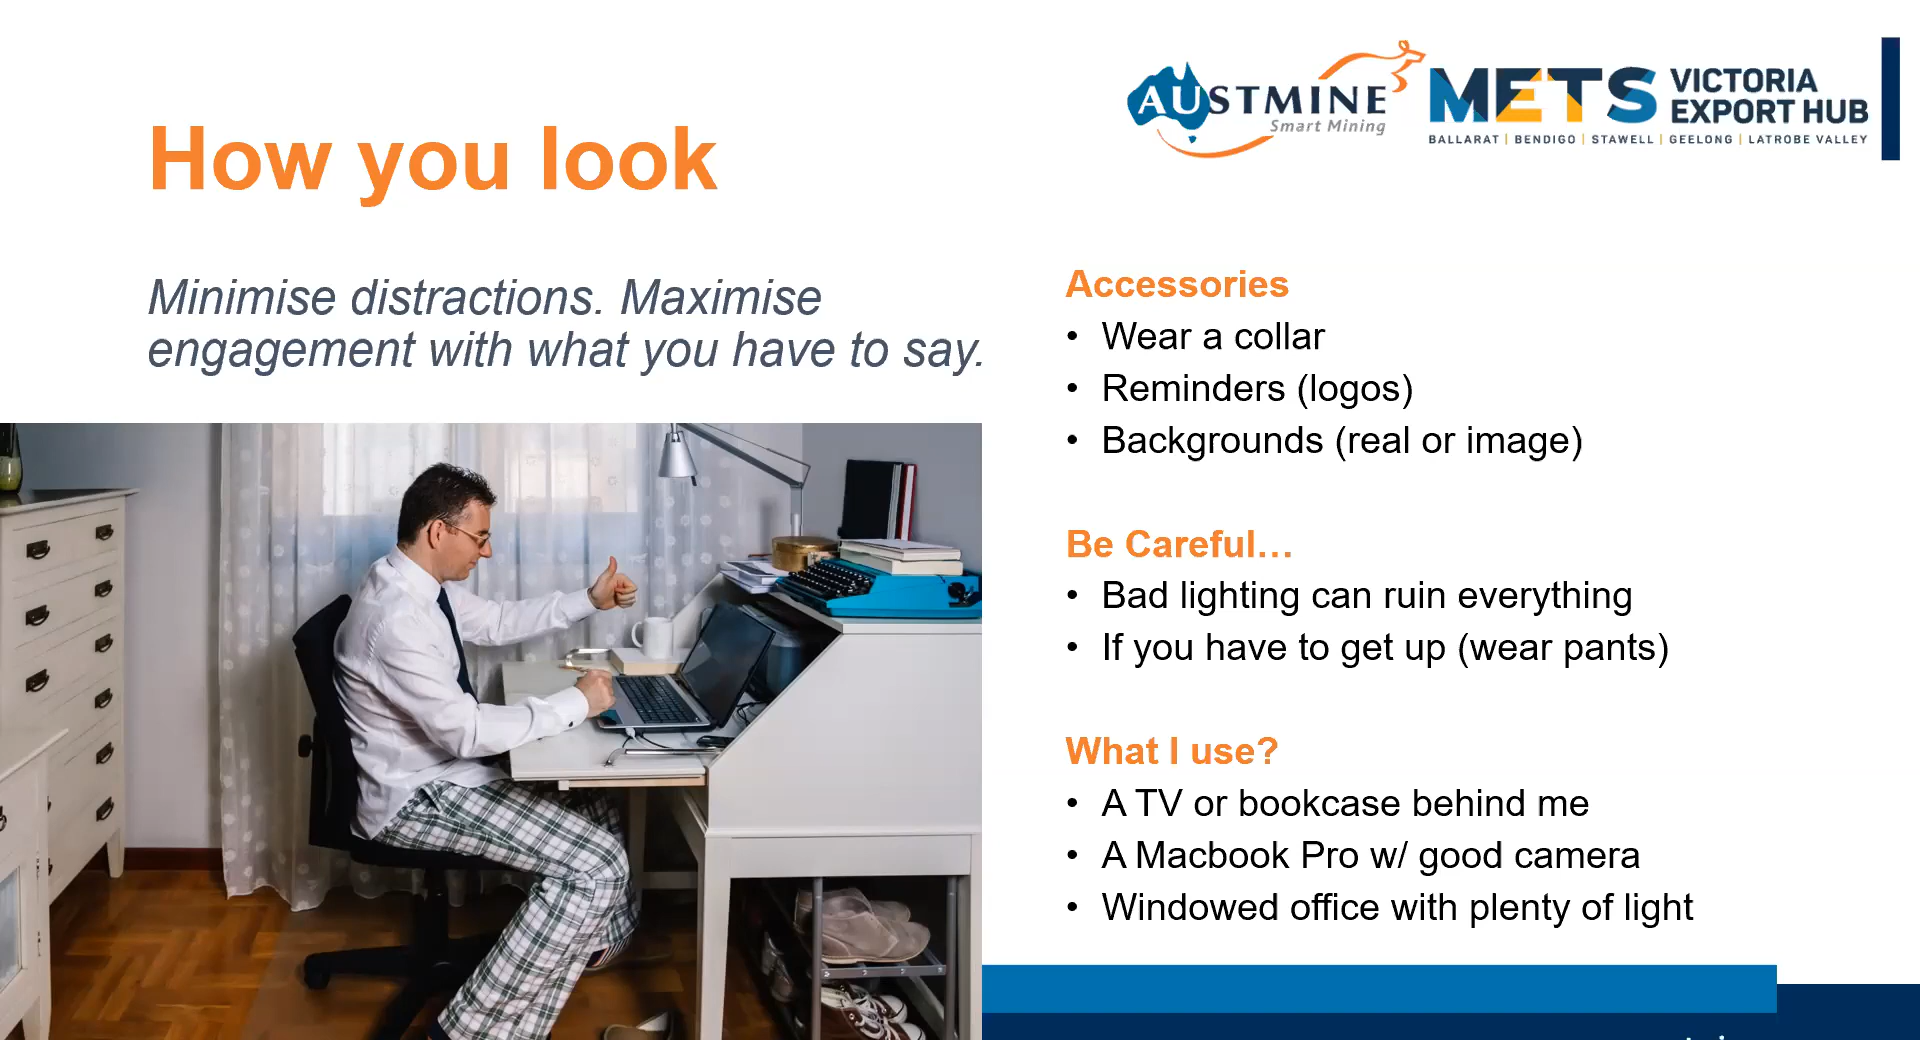 How you look
AUSTMINE
Smart Mining
METS VICTORIA EXPORT HUB
BALLARAT | BENDIGO | STAWELL | GEELONG | LATROBE VALLEY
Minimise distractions. Maximise
engagement with what you have to say.
Accessories
• Wear a collar
• Reminders (logos)
• Backgrounds (real or image)
Be Careful…
• Bad lighting can ruin everything
• If you have to get up (wear pants)
What I use?
• A TV or bookcase behind me
• A Macbook Pro w/ good camera
• Windowed office with plenty of light